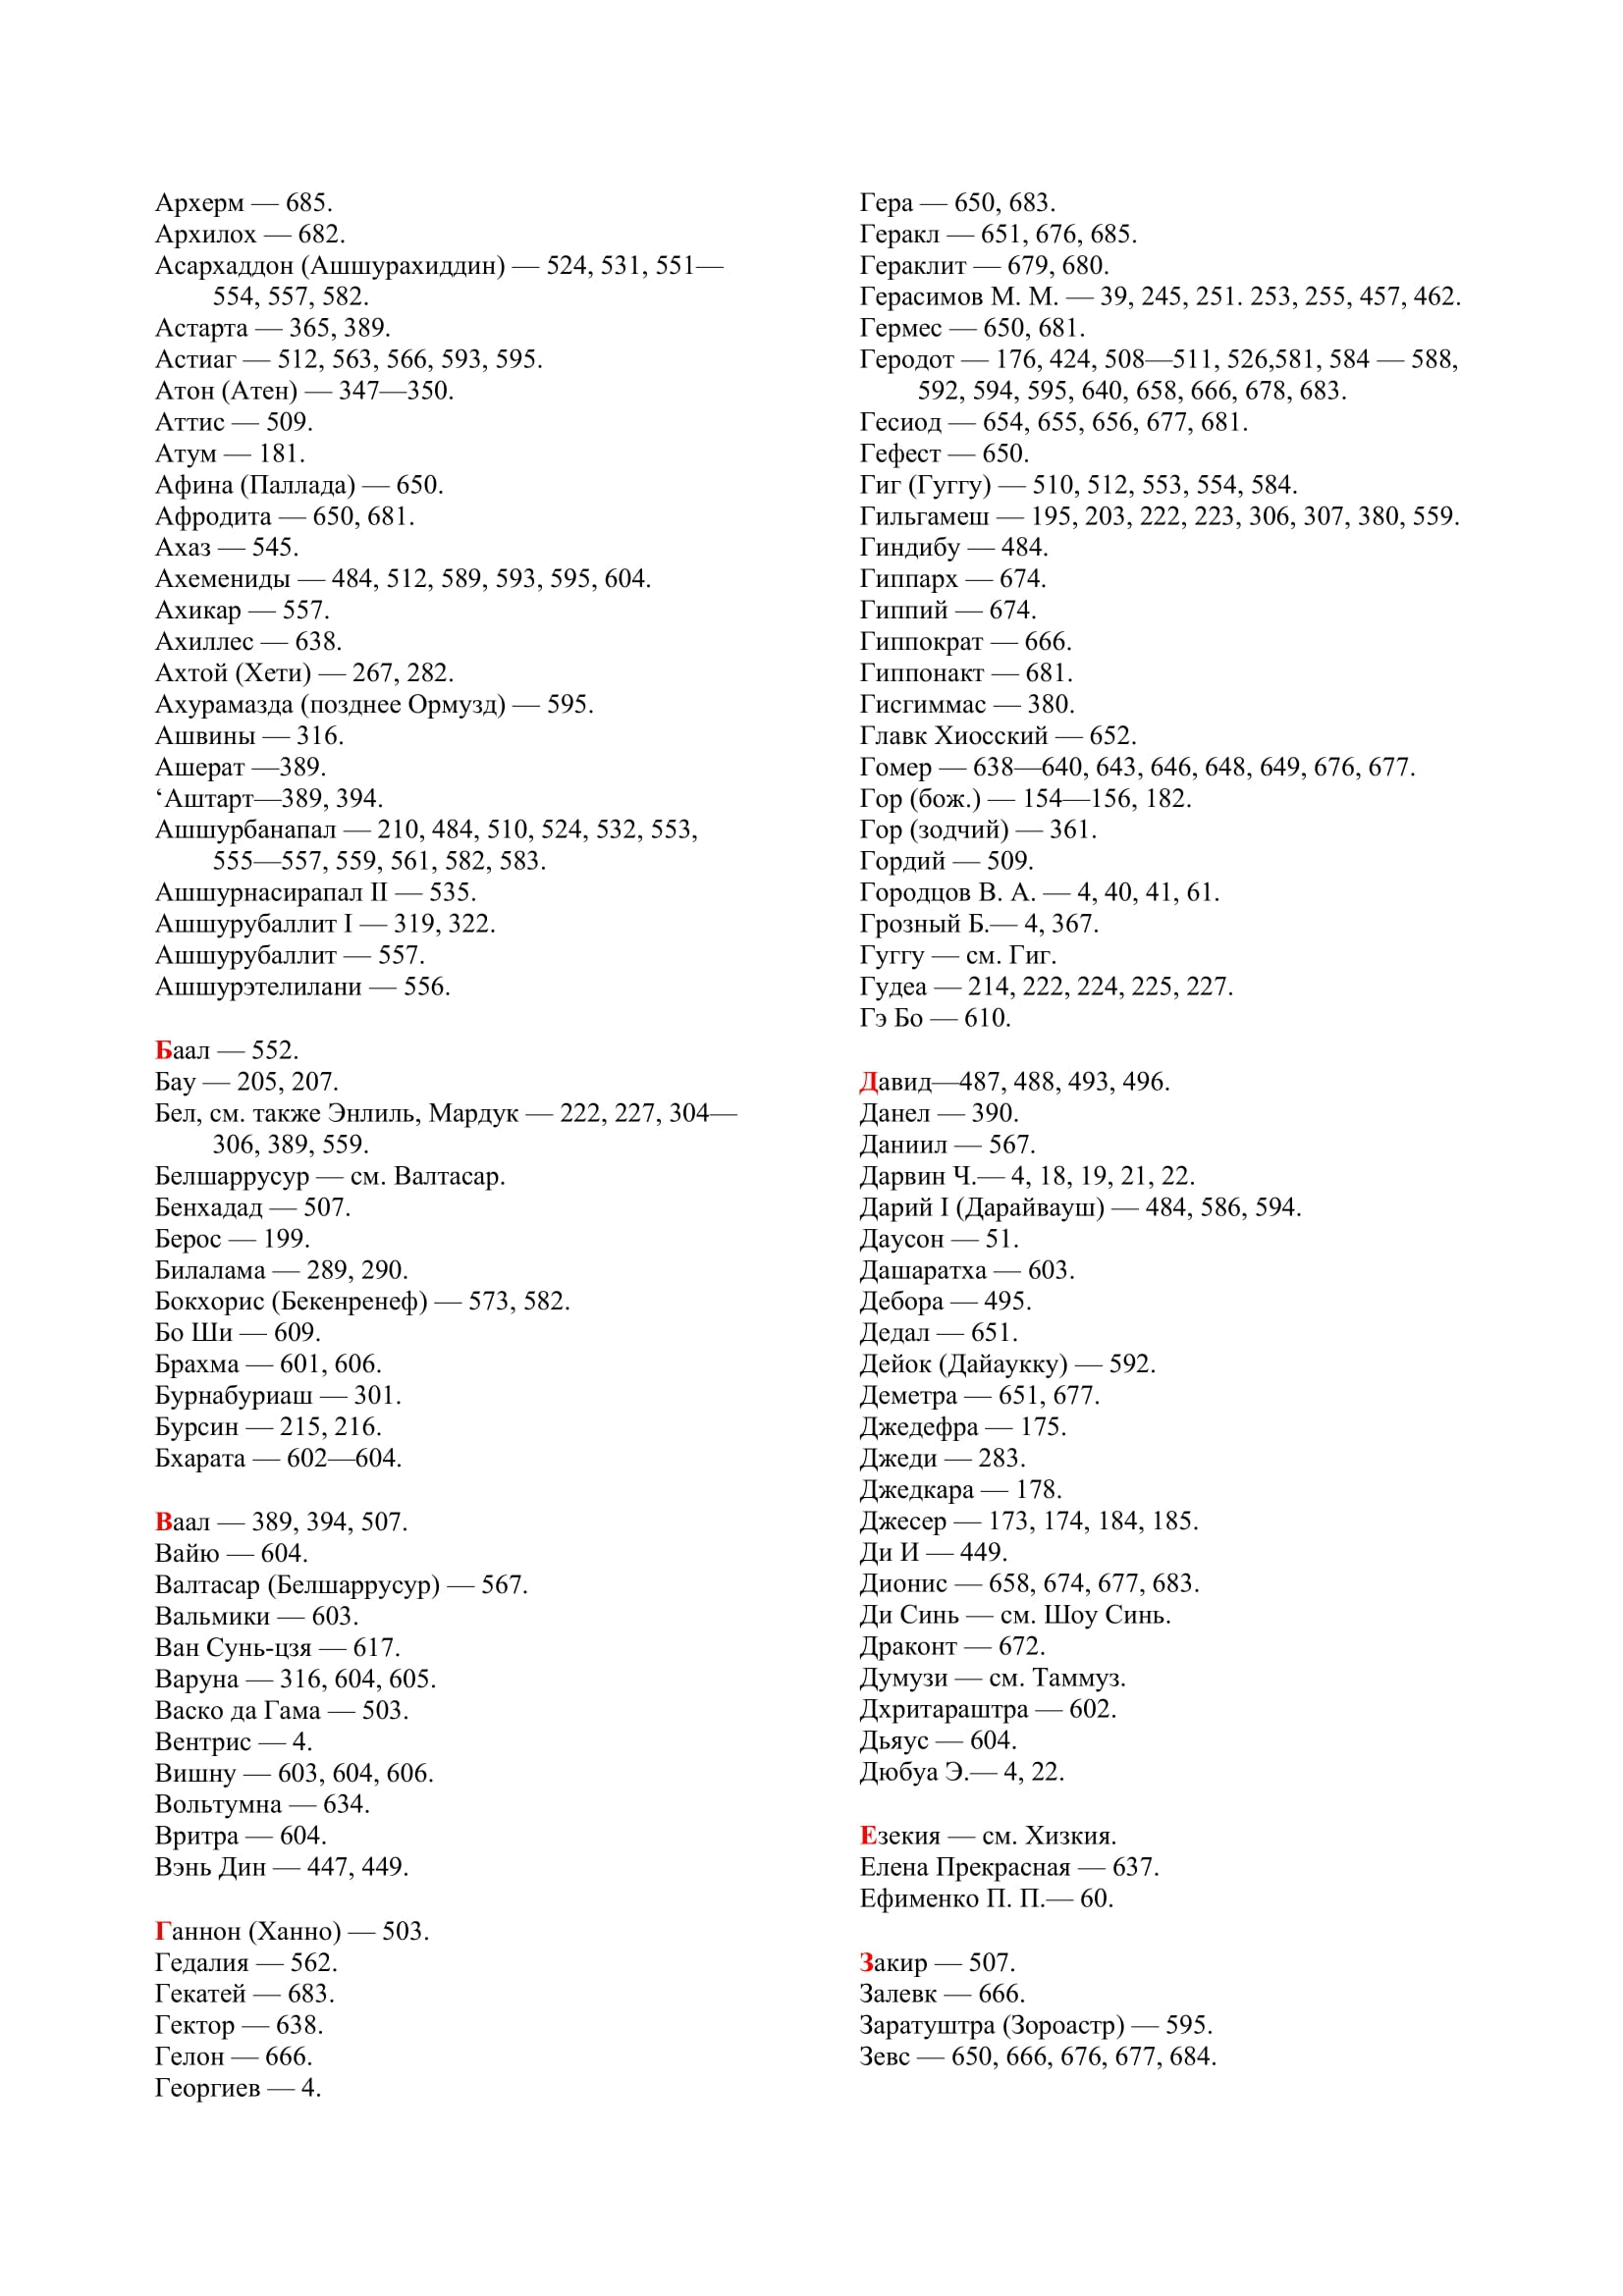 Архерм — 685.
Архилох — 682.
Асархаддон (Ашшурахиддин) — 524, 531, 551—
554, 557, 582.
Астарта — 365, 389.
Астиаг — 512, 563, 566, 593, 595.
Атон (Атен) — 347—350.
Аттис — 509.
Атум — 181.
Афина (Паллада) — 650.
Афродита — 650, 681.
Ахаз — 545.
Ахемениды — 484, 512, 589, 593, 595, 604.
Ахикар — 557.
Ахиллес — 638.
Ахтой (Хети) — 267, 282.
Ахурамазда (позднее Ормузд) — 595.
Ашвины — 316.
Ашерат —389.
‘Аштарт—389, 394.
Ашшурбанапал — 210, 484, 510, 524, 532, 553,
555—557, 559, 561, 582, 583.
Ашшурнасирапал II — 535.
Ашшурубаллит I — 319, 322.
Ашшурубаллит — 557.
Ашшурэтелилани — 556.
Баал — 552.
Бау — 205, 207.
Бел, см. также Энлиль, Мардук — 222, 227, 304—
306, 389, 559.
Белшаррусур — см. Валтасар.
Бенхадад — 507.
Берос — 199.
Билалама — 289, 290.
Бокхорис (Бекенренеф) — 573, 582.
Бо Ши — 609.
Брахма — 601, 606.
Бурнабуриаш — 301.
Бурсин — 215, 216.
Бхарата — 602—604.
Ваал — 389, 394, 507.
Вайю — 604.
Валтасар (Белшаррусур) — 567.
Вальмики — 603.
Ван Сунь-цзя — 617.
Варуна — 316, 604, 605.
Васко да Гама — 503.
Вентрис — 4.
Вишну — 603, 604, 606.
Вольтумна — 634.
Вритра — 604.
Вэнь Дин — 447, 449.
Ганнон (Ханно) — 503.
Гедалия — 562.
Гекатей — 683.
Гектор — 638.
Гелон — 666.
Георгиев — 4.
Гера — 650, 683.
Геракл — 651, 676, 685.
Гераклит — 679, 680.
Герасимов М. М. — 39, 245, 251. 253, 255, 457, 462.
Гермес — 650, 681.
Геродот — 176, 424, 508—511, 526,581, 584 — 588,
592, 594, 595, 640, 658, 666, 678, 683.
Гесиод — 654, 655, 656, 677, 681.
Гефест — 650.
Гиг (Гуггу) — 510, 512, 553, 554, 584.
Гильгамеш — 195, 203, 222, 223, 306, 307, 380, 559.
Гиндибу — 484.
Гиппарх — 674.
Гиппий — 674.
Гиппократ — 666.
Гиппонакт — 681.
Гисгиммас — 380.
Главк Хиосский — 652.
Гомер — 638—640, 643, 646, 648, 649, 676, 677.
Гор (бож.) — 154—156, 182.
Гор (зодчий) — 361.
Гордий — 509.
Городцов В. А. — 4, 40, 41, 61.
Грозный Б.— 4, 367.
Гуггу — см. Гиг.
Гудеа — 214, 222, 224, 225, 227.
Гэ Бо — 610.
Давид—487, 488, 493, 496.
Данел — 390.
Даниил — 567.
Дарвин Ч.— 4, 18, 19, 21, 22.
Дарий I (Дарайвауш) — 484, 586, 594.
Даусон — 51.
Дашаратха — 603.
Дебора — 495.
Дедал — 651.
Дейок (Дайаукку) — 592.
Деметра — 651, 677.
Джедефра — 175.
Джеди — 283.
Джедкара — 178.
Джесер — 173, 174, 184, 185.
Ди И — 449.
Дионис — 658, 674, 677, 683.
Ди Синь — см. Шоу Синь.
Драконт — 672.
Думузи — см. Таммуз.
Дхритараштра — 602.
Дьяус — 604.
Дюбуа Э.— 4, 22.
Езекия — см. Хизкия.
Елена Прекрасная — 637.
Ефименко П. П.— 60.
Закир — 507.
Залевк — 666.
Заратуштра (Зороастр) — 595.
Зевс — 650, 666, 676, 677, 684.